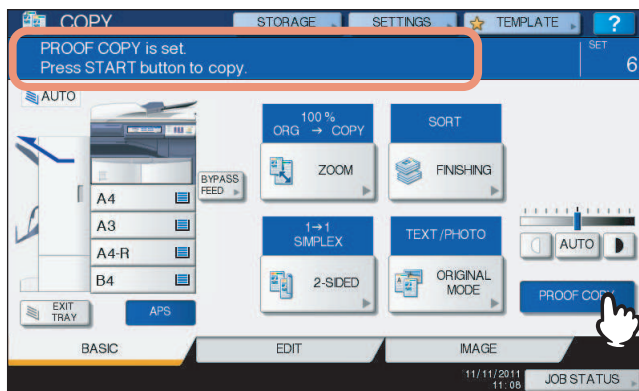 COPY
STORAGE
SETTINGS
TEMPLATE
?
PROOF COPY is set.
Press START button to copy.
SET
6
AUTO
100 %
ORG → COPY
SORT
ZOOM
FINISHING
BYPASS
FEED
A4
A3
A4-R
B4
1→1
SIMPLEX
TEXT/PHOTO
2-SIDED
ORIGINAL
MODE
AUTO
PROOF COPY
EXIT
TRAY
APS
BASIC
EDIT
IMAGE
11/11/2011
11:08
JOB STATUS